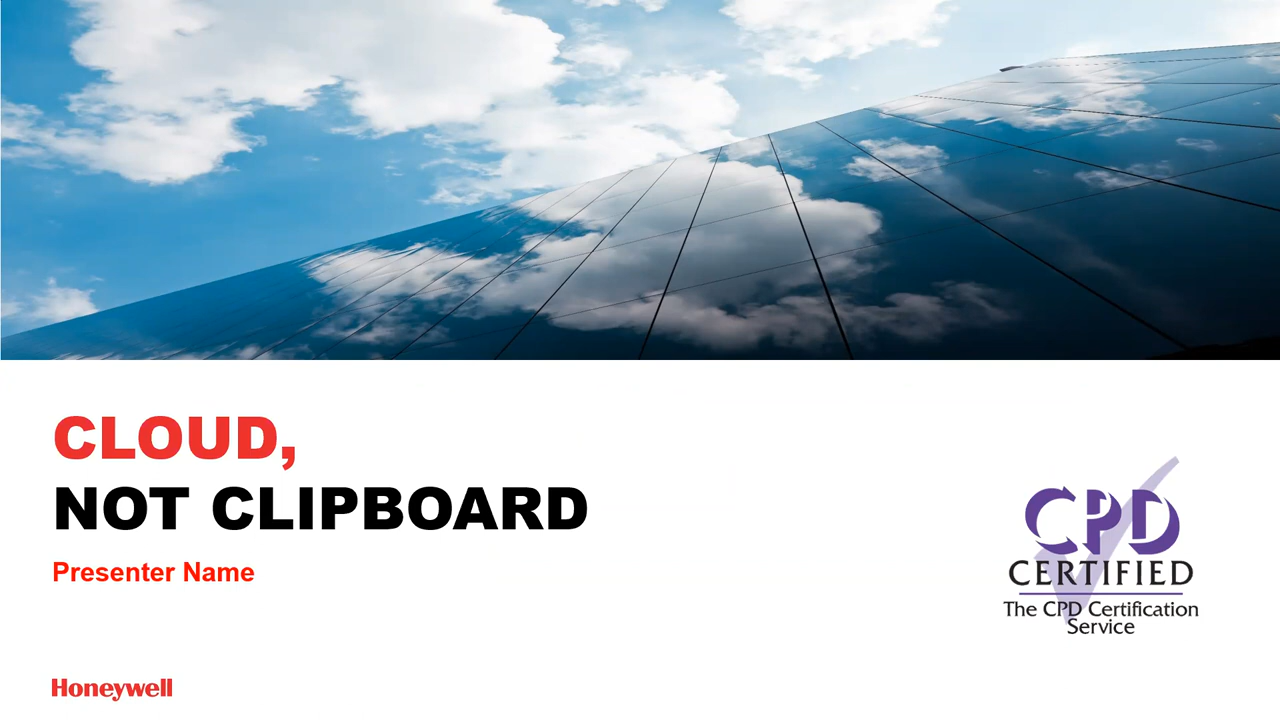 CLOUD,
NOT CLIPBOARD
Presenter Name
CPD
CERTIFIED
The CPD Certification
Service
Honeywell